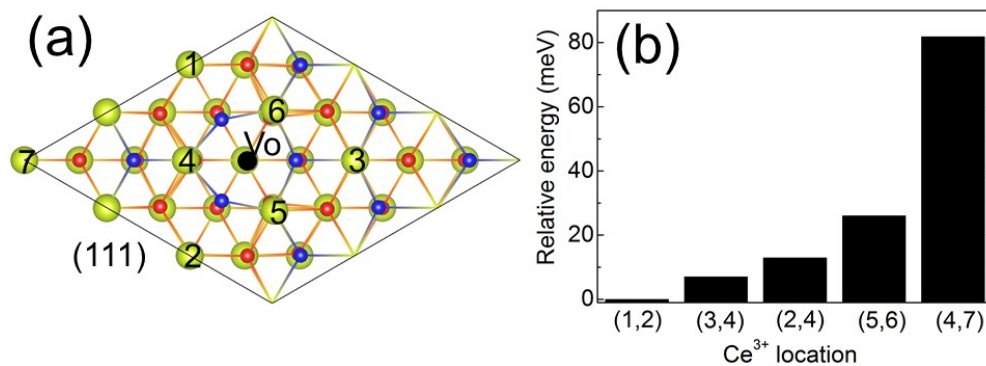 (a)
1
6
Vo
7
4
3
5
(111)
2
(b)
Relative energy (meV)
80
60
40
20
0
(1,2) (3,4) (2,4) (5,6) (4,7)
Ce³⁺ location